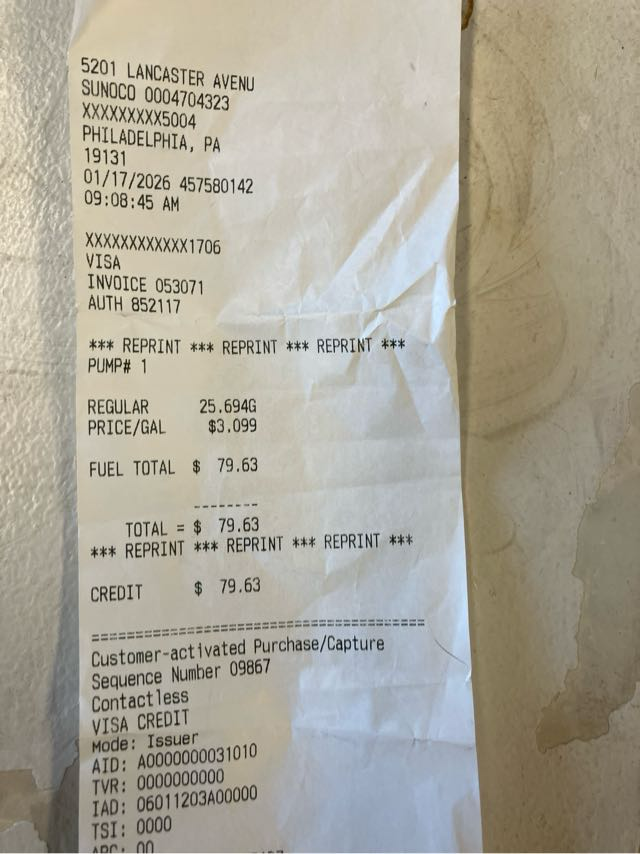 5201 LANCASTER AVENU
SUNOCO 0004704323
XXXXXXXXX5004
PHILADELPHIA, PA
19131
01/17/2026 457580142
09:08:45 AM
XXXXXXXXXXXX1706
VISA
INVOICE 053071
AUTH 852117
*** REPRINT *** REPRINT *** REPRINT ***
PUMP# 1
REGULAR 25.694G
PRICE/GAL $3.099
FUEL TOTAL $ 79.63
--------
TOTAL = $ 79.63
*** REPRINT *** REPRINT *** REPRINT ***
CREDIT $ 79.63
=======================================
Customer-activated Purchase/Capture
Sequence Number 09867
Contactless
VISA CREDIT
Mode: Issuer
AID: A0000000031010
TVR: 0000000000
IAD: 06011203A00000
TSI: 0000
ARC: 00